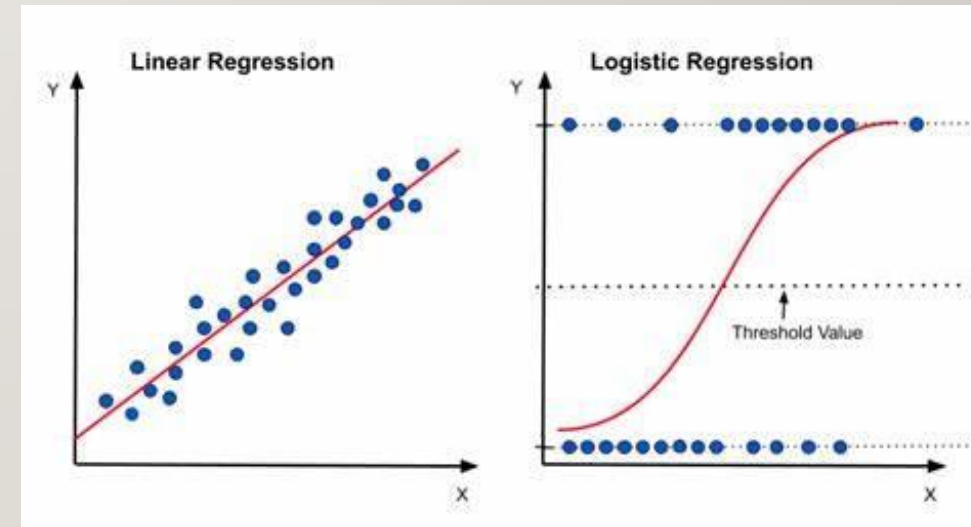 Linear Regression
Y
X
Logistic Regression
Y
Threshold Value
X